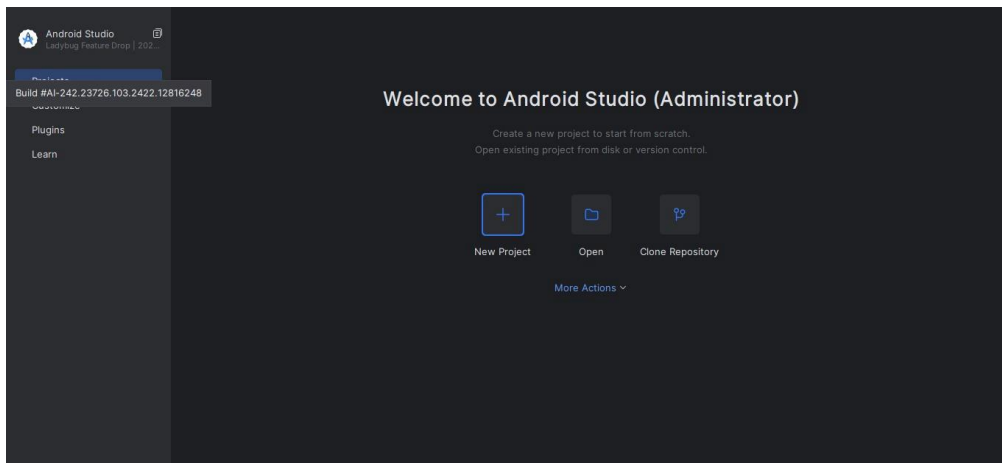 Android Studio
Ladybug Feature Drop | 202...
Build #AI-242.23726.103.2422.12816248
Plugins
Learn
Welcome to Android Studio (Administrator)
Create a new project to start from scratch.
Open existing project from disk or version control.
New Project
Open
Clone Repository
More Actions